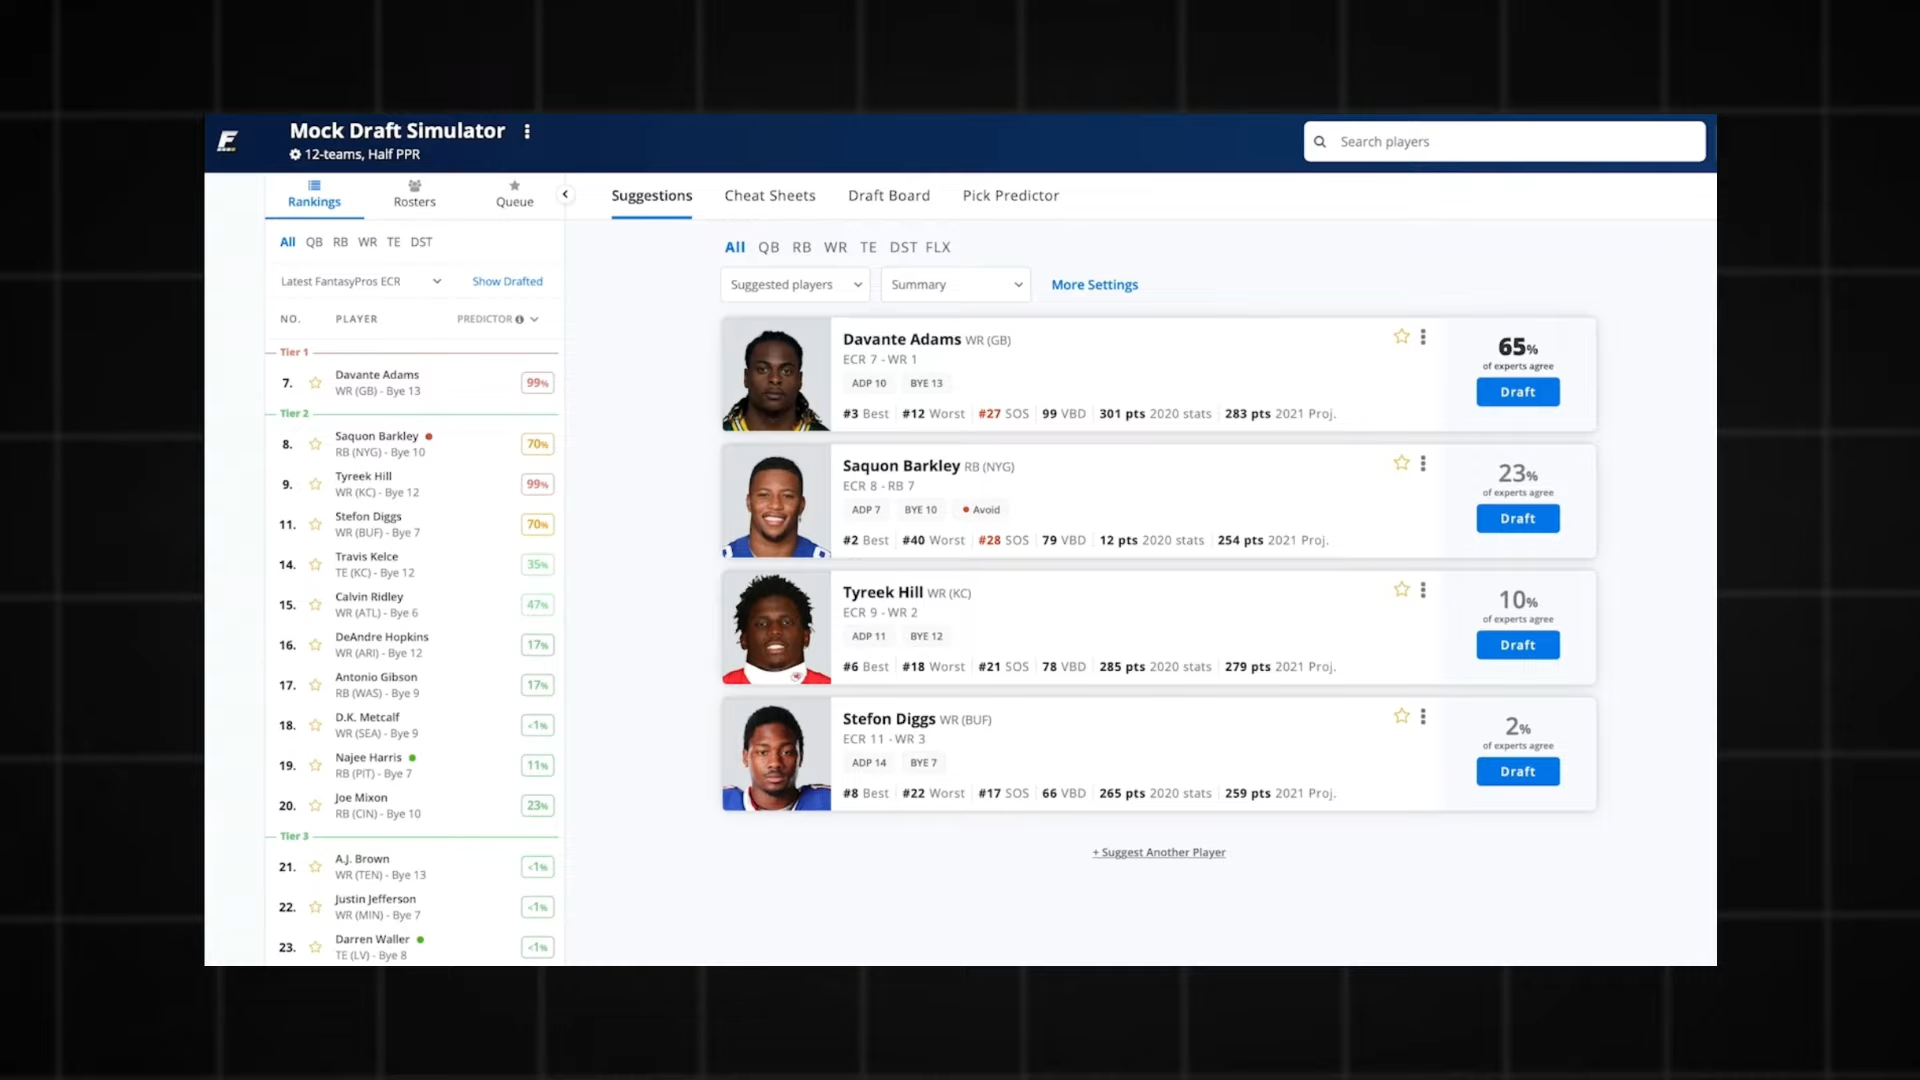 Mock Draft Simulator
12-teams, Half PPR
Search players
Rankings
Rosters
Queue
Suggestions
Cheat Sheets
Draft Board
Pick Predictor
All QB RB WR TE DST
Latest FantasyPros ECR
Show Drafted
NO. PLAYER PREDICTOR
Tier 1
7. Davante Adams 99%
WR (GB) - Bye 13
Tier 2
8. Saquon Barkley 70%
RB (NYG) - Bye 10
9. Tyreek Hill 99%
WR (KC) - Bye 12
11. Stefon Diggs 70%
WR (BUF) - Bye 7
14. Travis Kelce 35%
TE (KC) - Bye 12
15. Calvin Ridley 47%
WR (ATL) - Bye 6
16. DeAndre Hopkins 17%
WR (ARI) - Bye 12
17. Antonio Gibson 17%
RB (WAS) - Bye 9
18. D.K. Metcalf <1%
WR (SEA) - Bye 9
19. Najee Harris 11%
RB (PIT) - Bye 7
20. Joe Mixon 23%
RB (CIN) - Bye 10
Tier 3
21. A.J. Brown <1%
WR (TEN) - Bye 13
22. Justin Jefferson <1%
WR (MIN) - Bye 7
23. Darren Waller <1%
TE (LV) - Bye 8
All QB RB WR TE DST FLX
Suggested players
Summary
More Settings
Davante Adams WR (GB)
ECR 7 - WR 1
ADP 10 BYE 13
#3 Best #12 Worst #27 SOS 99 VBD 301 pts 2020 stats 283 pts 2021 Proj.
65%
of experts agree
Draft
Saquon Barkley RB (NYG)
ECR 8 - RB 7
ADP 7 BYE 10 Avoid
#2 Best #40 Worst #28 SOS 79 VBD 12 pts 2020 stats 254 pts 2021 Proj.
23%
of experts agree
Draft
Tyreek Hill WR (KC)
ECR 9 - WR 2
ADP 11 BYE 12
#6 Best #18 Worst #21 SOS 78 VBD 285 pts 2020 stats 279 pts 2021 Proj.
10%
of experts agree
Draft
Stefon Diggs WR (BUF)
ECR 11 - WR 3
ADP 14 BYE 7
#8 Best #22 Worst #17 SOS 66 VBD 265 pts 2020 stats 259 pts 2021 Proj.
2%
of experts agree
Draft
+ Suggest Another Player